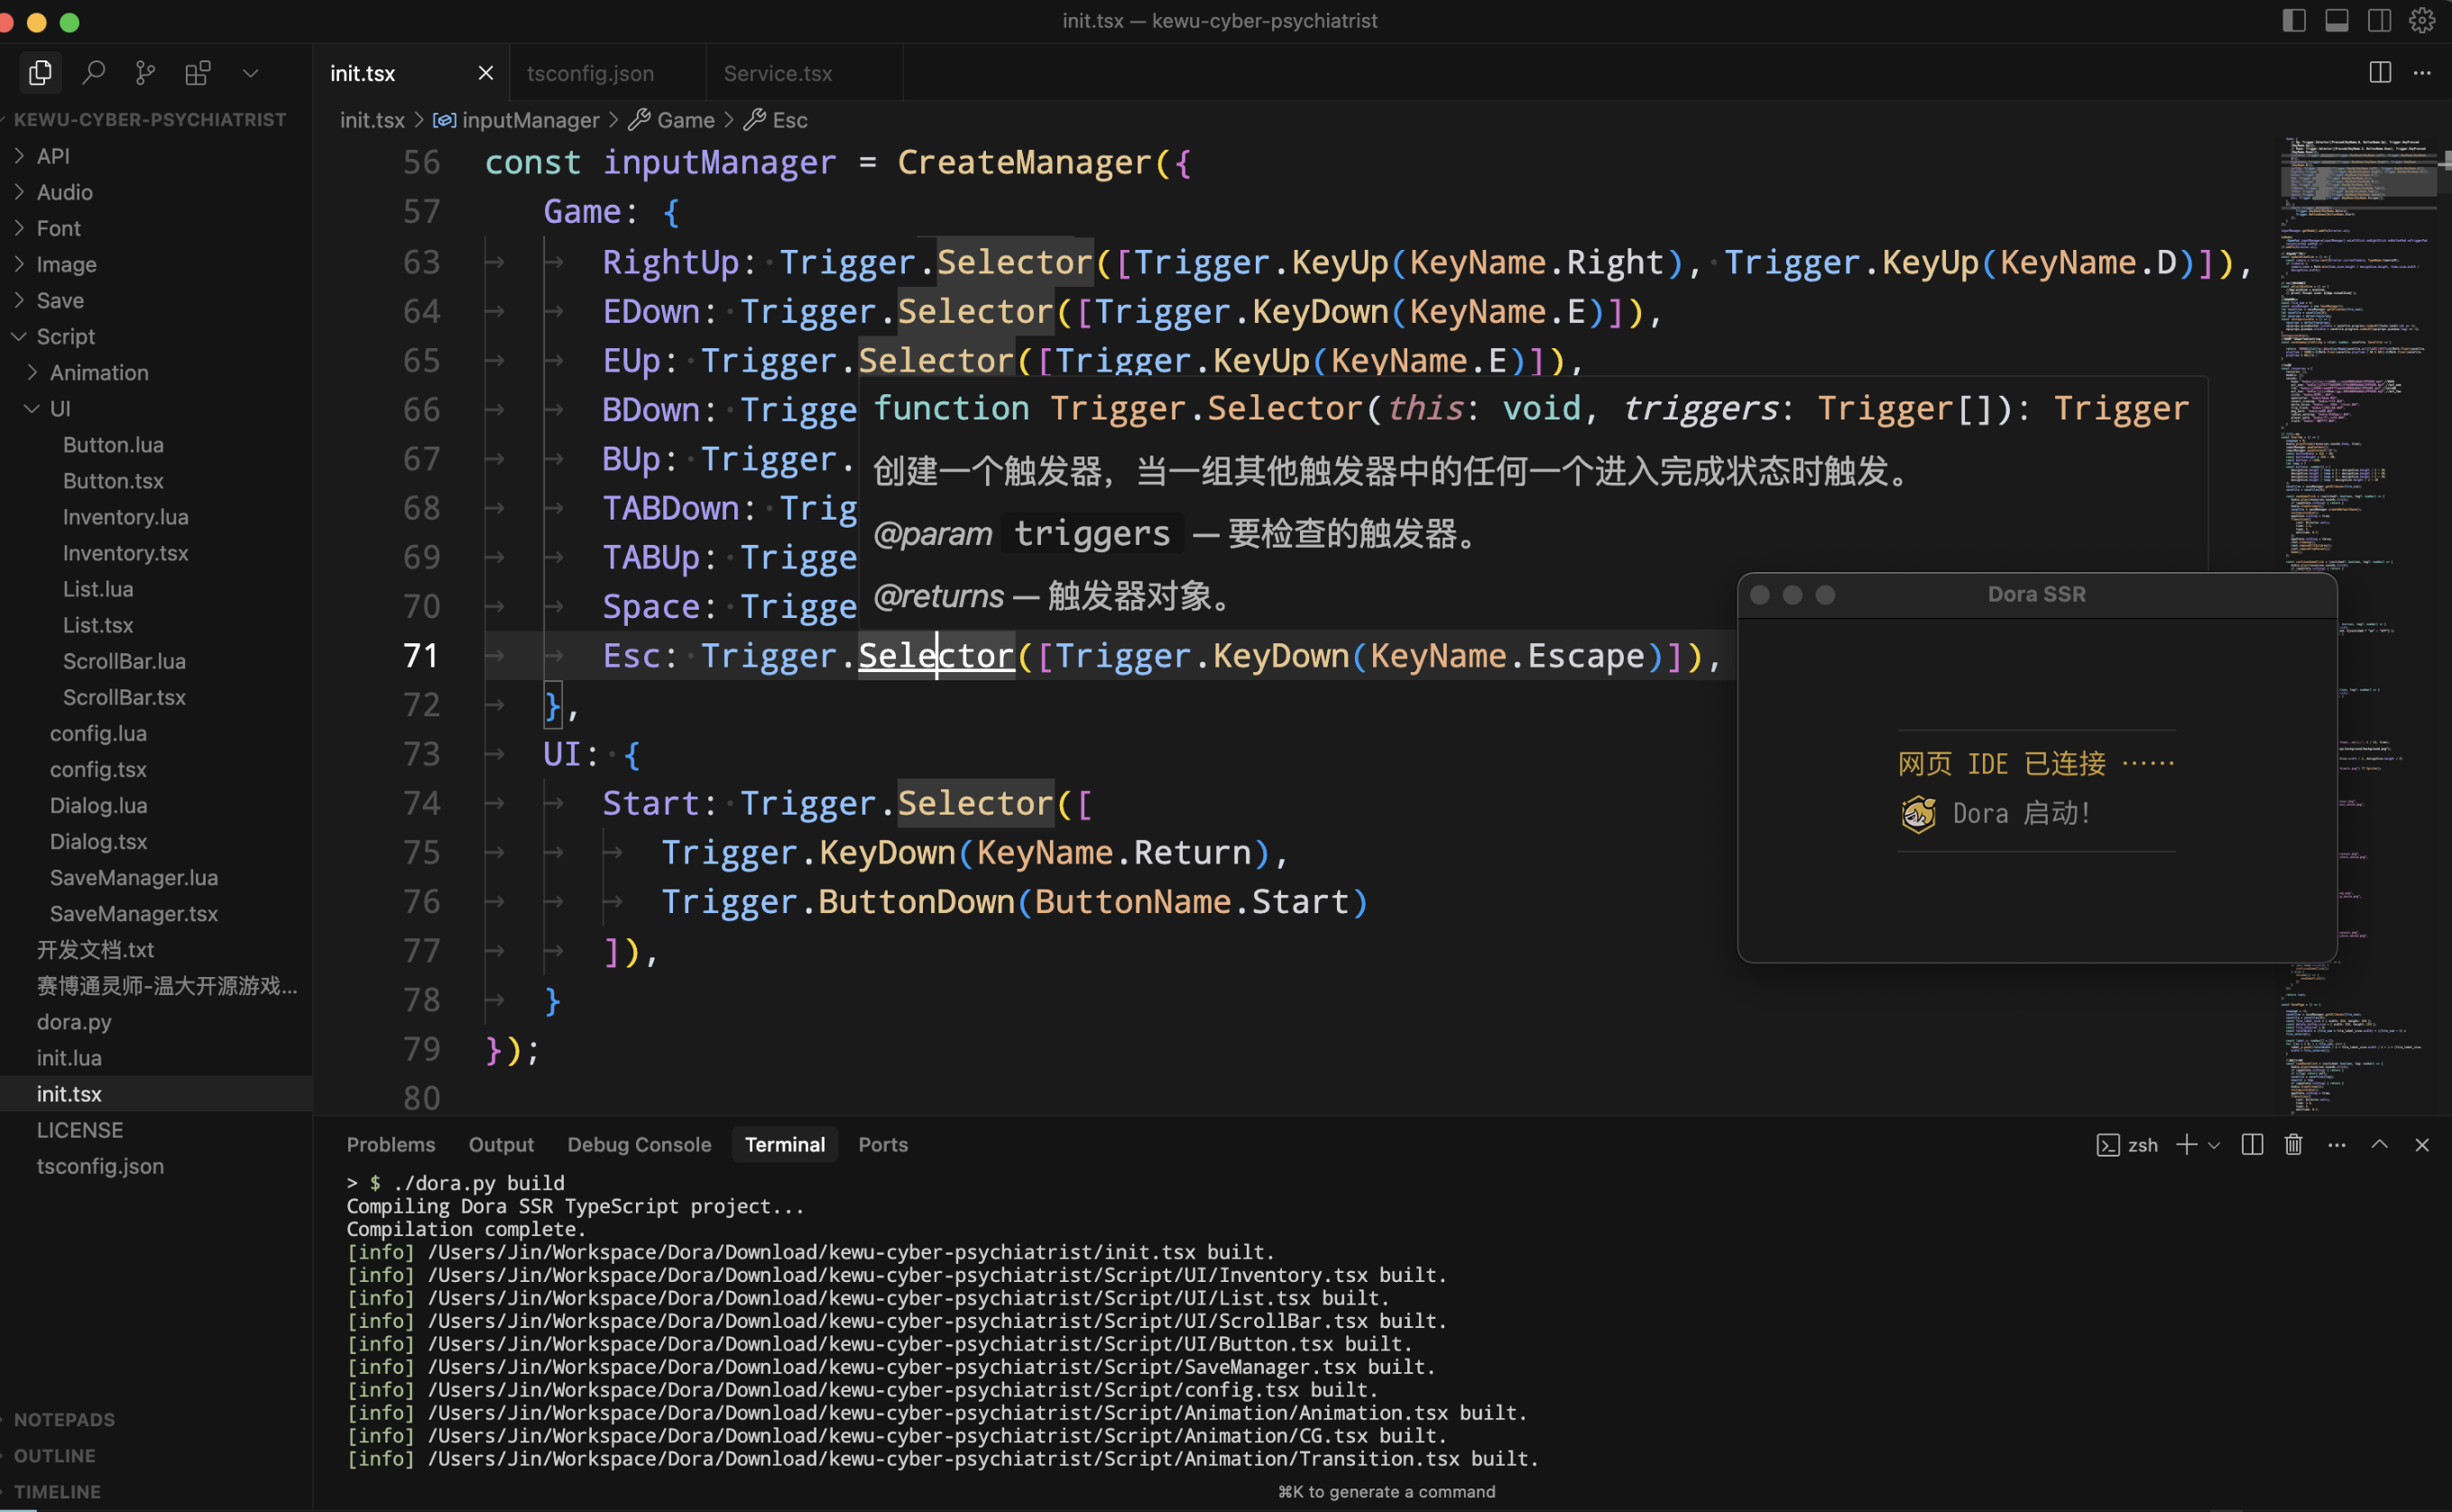 init.tsx — kewu-cyber-psychiatrist
init.tsx
tsconfig.json
Service.tsx
KEWU-CYBER-PSYCHIATRIST
API
Audio
Font
Image
Save
Script
Animation
UI
Button.lua
Button.tsx
Inventory.lua
Inventory.tsx
List.lua
List.tsx
ScrollBar.lua
ScrollBar.tsx
config.lua
config.tsx
Dialog.lua
Dialog.tsx
SaveManager.lua
SaveManager.tsx
开发文档.txt
赛博通灵师-温大开源游戏...
dora.py
init.lua
init.tsx
LICENSE
tsconfig.json
NOTEPADS
OUTLINE
TIMELINE
init.tsx > inputManager > Game > Esc
56 const inputManager = CreateManager({
57 Game: {
63 RightUp: Trigger.Selector([Trigger.KeyUp(KeyName.Right), Trigger.KeyUp(KeyName.D)]),
64 EDown: Trigger.Selector([Trigger.KeyDown(KeyName.E)]),
65 EUp: Trigger.Selector([Trigger.KeyUp(KeyName.E)]),
66 BDown: Trigge
67 BUp: Trigger.
68 TABDown: Trig
69 TABUp: Trigge
70 Space: Trigge
function Trigger.Selector(this: void, triggers: Trigger[]): Trigger
创建一个触发器，当一组其他触发器中的任何一个进入完成状态时触发。
@param triggers — 要检查的触发器。
@returns — 触发器对象。
71 Esc: Trigger.Selector([Trigger.KeyDown(KeyName.Escape)]),
72 },
73 UI: {
74 Start: Trigger.Selector([
75 Trigger.KeyDown(KeyName.Return),
76 Trigger.ButtonDown(ButtonName.Start)
77 ]),
78 }
79 });
80
Dora SSR
网页 IDE 已连接 ······
Dora 启动!
Problems
Output
Debug Console
Terminal
Ports
zsh
> $ ./dora.py build
Compiling Dora SSR TypeScript project...
Compilation complete.
[info] /Users/Jin/Workspace/Dora/Download/kewu-cyber-psychiatrist/init.tsx built.
[info] /Users/Jin/Workspace/Dora/Download/kewu-cyber-psychiatrist/Script/UI/Inventory.tsx built.
[info] /Users/Jin/Workspace/Dora/Download/kewu-cyber-psychiatrist/Script/UI/List.tsx built.
[info] /Users/Jin/Workspace/Dora/Download/kewu-cyber-psychiatrist/Script/UI/ScrollBar.tsx built.
[info] /Users/Jin/Workspace/Dora/Download/kewu-cyber-psychiatrist/Script/UI/Button.tsx built.
[info] /Users/Jin/Workspace/Dora/Download/kewu-cyber-psychiatrist/Script/SaveManager.tsx built.
[info] /Users/Jin/Workspace/Dora/Download/kewu-cyber-psychiatrist/Script/config.tsx built.
[info] /Users/Jin/Workspace/Dora/Download/kewu-cyber-psychiatrist/Script/Animation/Animation.tsx built.
[info] /Users/Jin/Workspace/Dora/Download/kewu-cyber-psychiatrist/Script/Animation/CG.tsx built.
[info] /Users/Jin/Workspace/Dora/Download/kewu-cyber-psychiatrist/Script/Animation/Transition.tsx built.
⌘K to generate a command